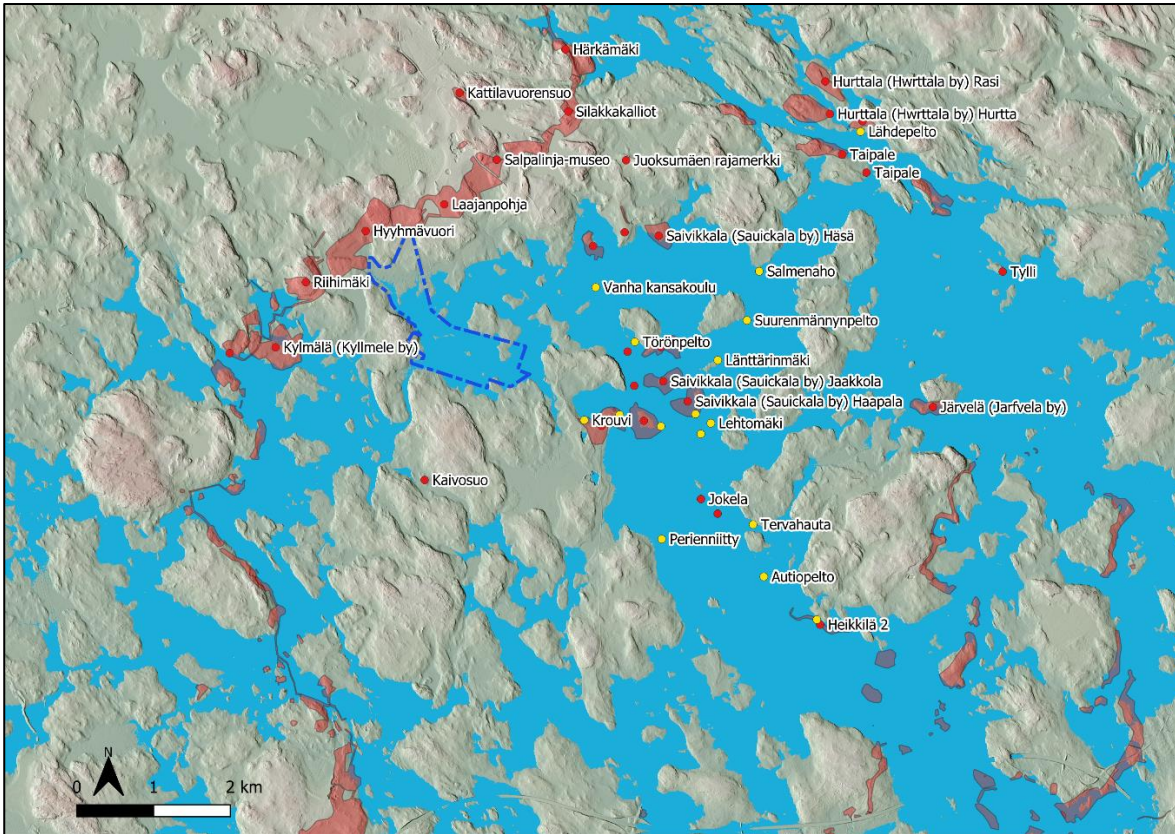 Härkämäki
Hurttala (Hwrttala by) Rasi
Kattilavuorensuo
Silakkakalliot
Hurttala (Hwrttala by) Hurtta
Lähdepelto
Salpalinja-museo
Juoksumäen rajamerkki
Taipale
Taipale
Laajanpohja
Hyyhmävuori
Saivikkala (Sauickala by) Häsä
Salmenaho
Tylli
Riihimäki
Vanha kansakoulu
Suurenmännynpelto
Kylmälä (Kyllmele by)
Törönpelto
Länttärinmäki
Saivikkala (Sauickala by) Jaakkola
Saivikkala (Sauickala by) Haapala
Järvelä (Jarfvela by)
Krouvi
Lehtomäki
Kaivosuo
Jokela
Tervahauta
Perienniitty
Autiopelto
Heikkilä 2
N
0 1 2 km